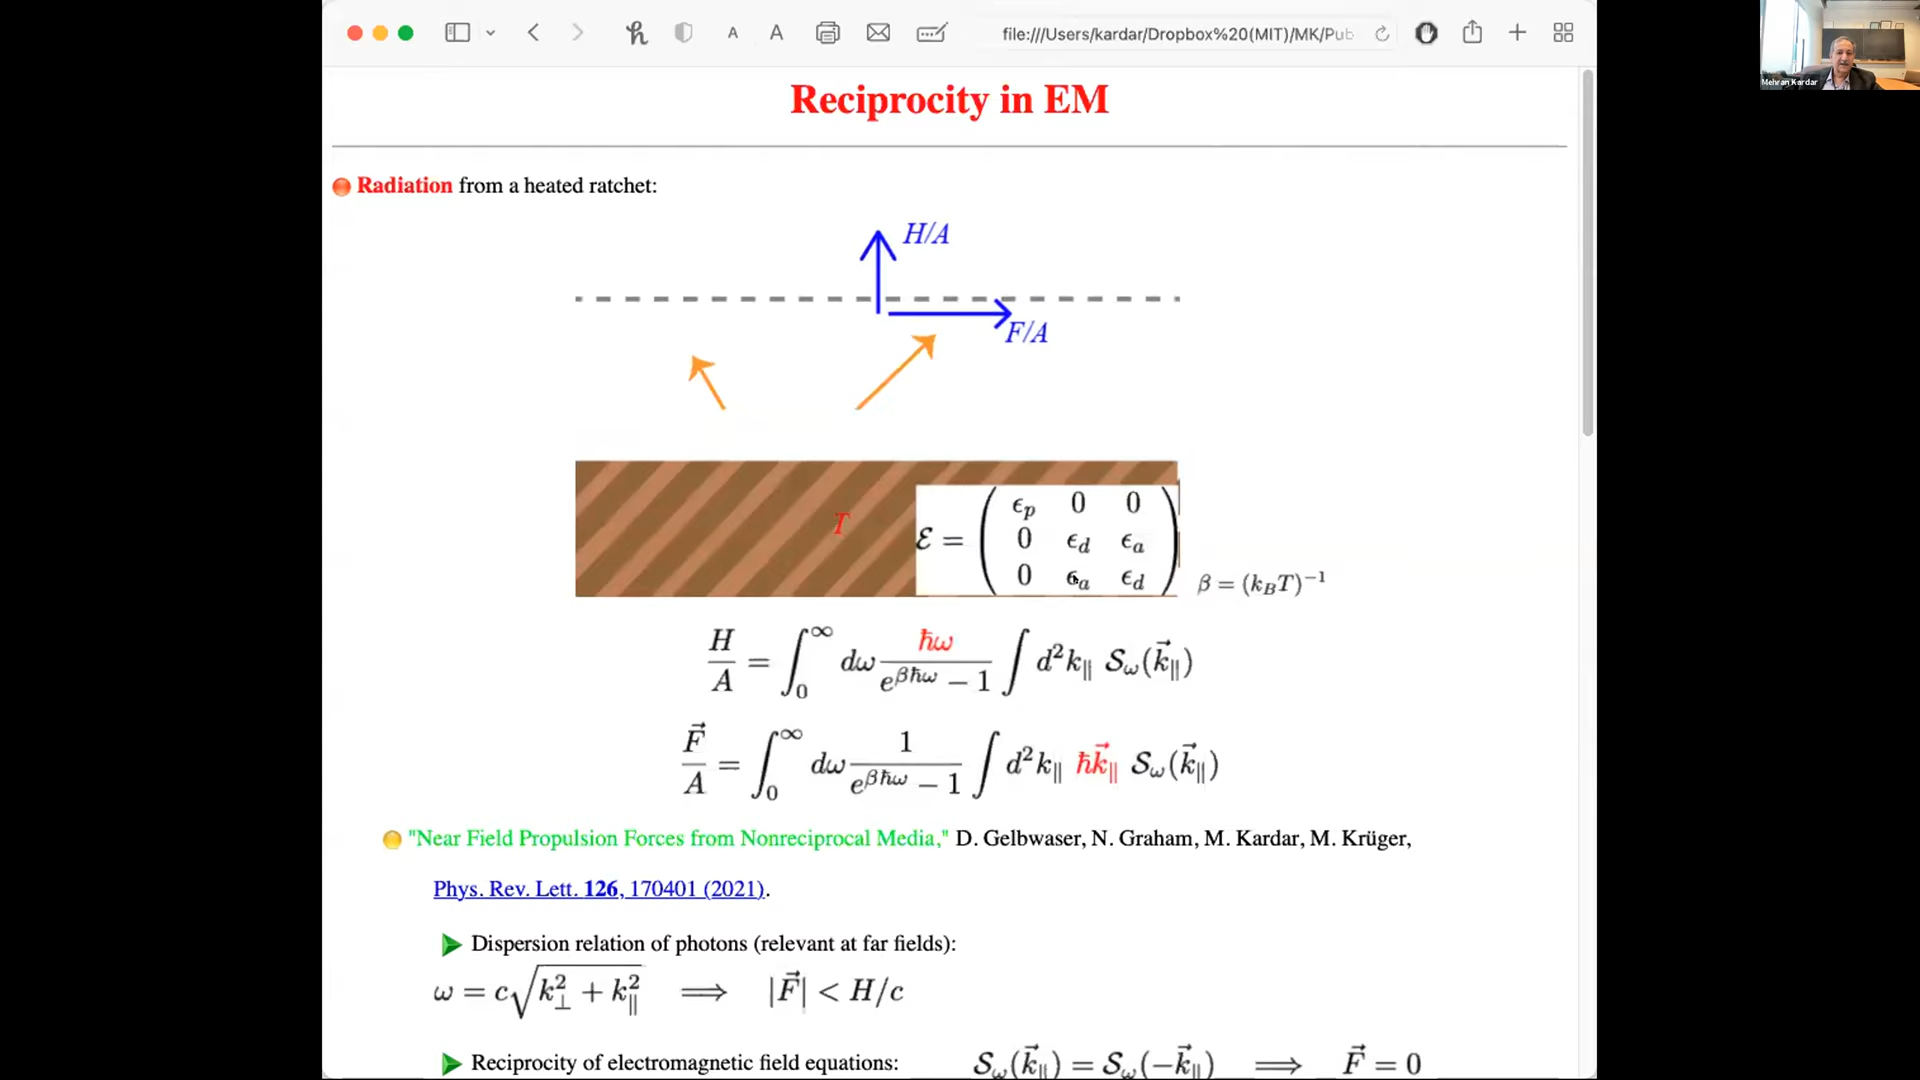 file:///Users/kardar/Dropbox%20(MIT)/MK/Pub
Mehran Kardar
Reciprocity in EM
Radiation from a heated ratchet:
H/A
F/A
T
ℰ = ( ϵ_p 0 0
0 ϵ_d ϵ_a
0 ϵ_a ϵ_d )
β = (k_B T)^{-1}
H/A = ∫_0^∞ dω ħω/(e^{βħω} − 1) ∫ d²k_∥ 𝒮_ω(k⃗_∥)
F⃗/A = ∫_0^∞ dω 1/(e^{βħω} − 1) ∫ d²k_∥ ħk⃗_∥ 𝒮_ω(k⃗_∥)
"Near Field Propulsion Forces from Nonreciprocal Media," D. Gelbwaser, N. Graham, M. Kardar, M. Krüger,
Phys. Rev. Lett. 126, 170401 (2021).
Dispersion relation of photons (relevant at far fields):
ω = c√(k_⊥² + k_∥²) ⟹ |F⃗| < H/c
Reciprocity of electromagnetic field equations: 𝒮_ω(k⃗_∥) = 𝒮_ω(−k⃗_∥) ⟹ F⃗ = 0